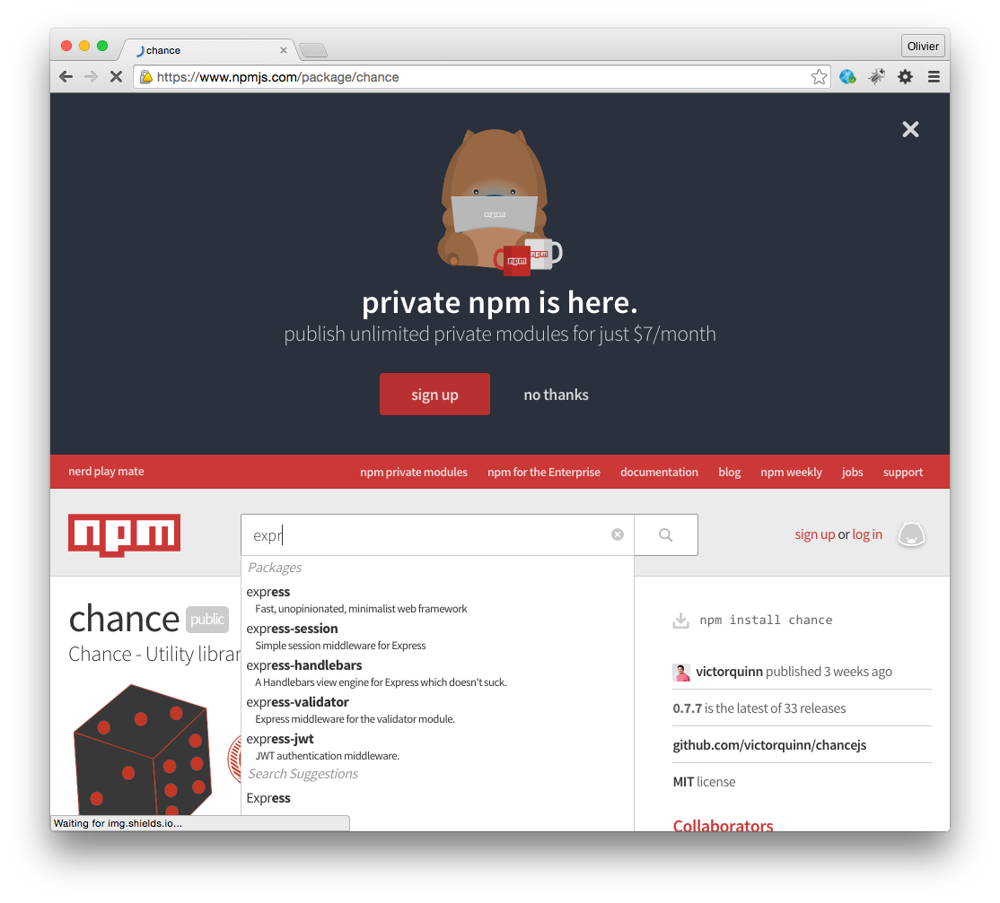 chance
Olivier
https://www.npmjs.com/package/chance
npm
npm
npm
private npm is here.
publish unlimited private modules for just $7/month
sign up
no thanks
nerd play mate
npm private modules
npm for the Enterprise
documentation
blog
npm weekly
jobs
support
npm
expr
sign up or log in
Packages
express
Fast, unopinionated, minimalist web framework
express-session
Simple session middleware for Express
express-handlebars
A Handlebars view engine for Express which doesn't suck.
express-validator
Express middleware for the validator module.
express-jwt
JWT authentication middleware.
Search Suggestions
Express
chance public
Chance - Utility librar
npm install chance
victorquinn published 3 weeks ago
0.7.7 is the latest of 33 releases
github.com/victorquinn/chancejs
MIT license
Collaborators
Waiting for img.shields.io...